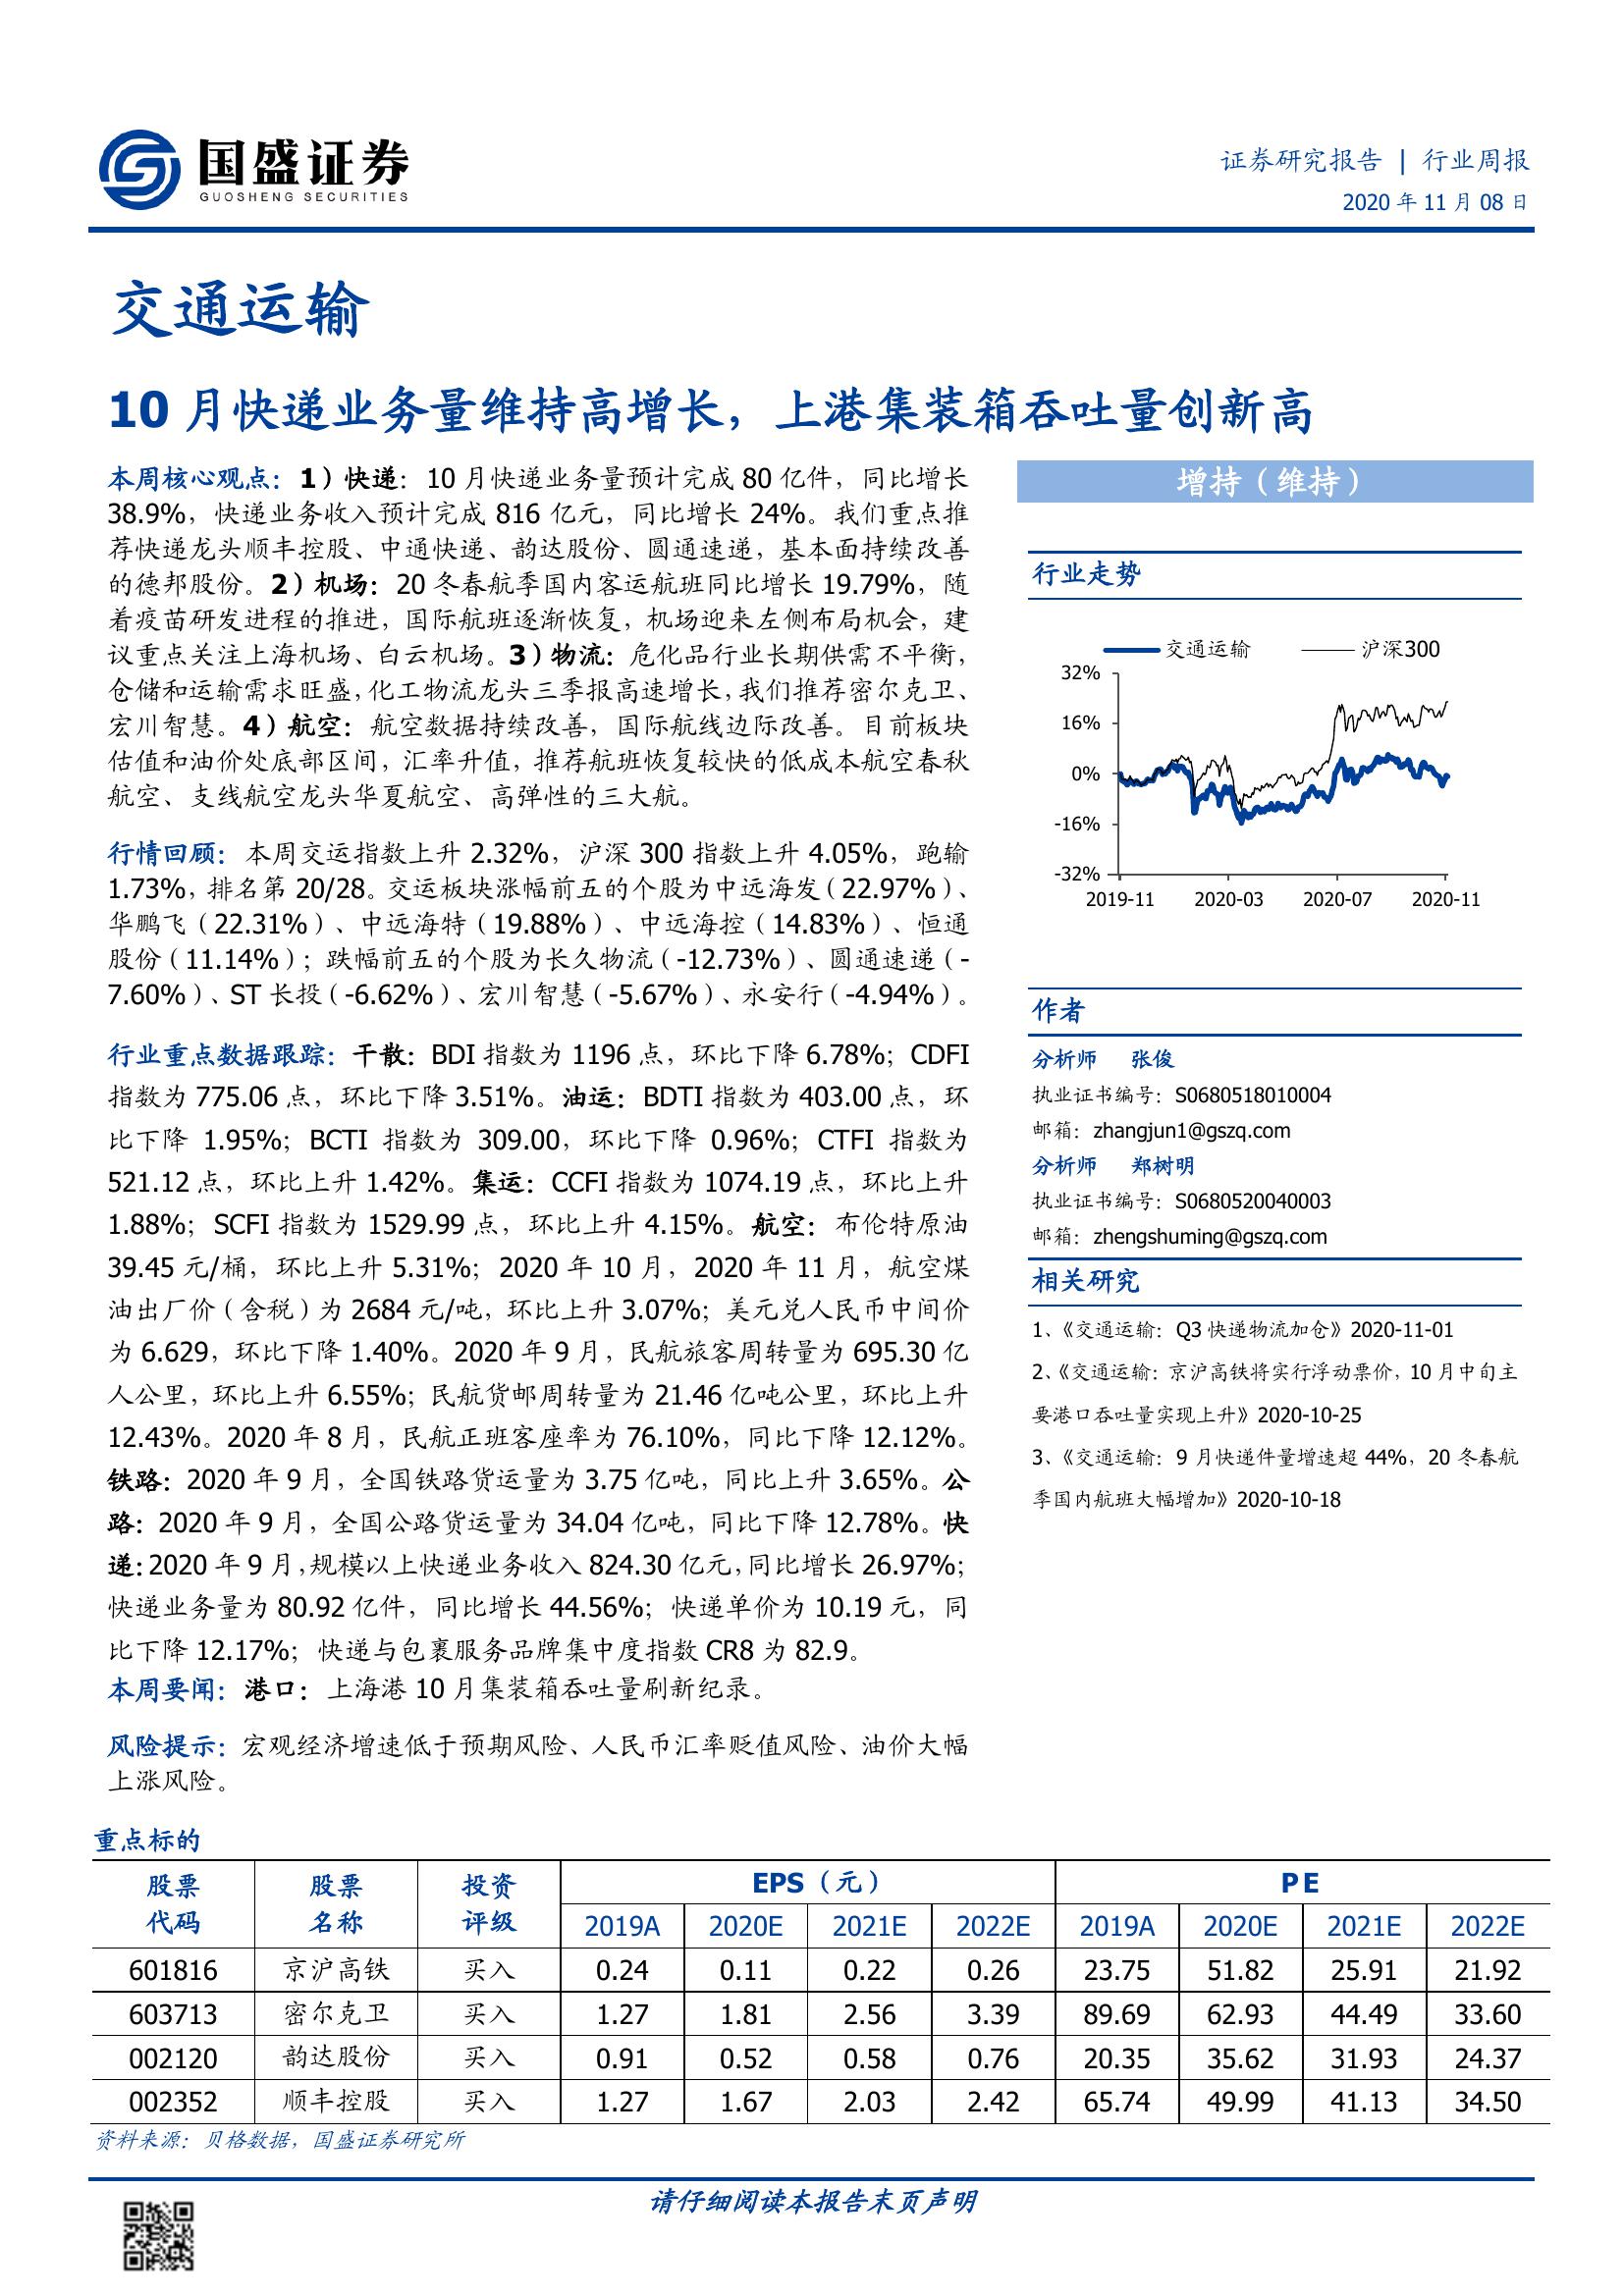 国盛证券
GUOSHENG SECURITIES
证券研究报告 | 行业周报
2020 年 11 月 08 日
交通运输
10 月快递业务量维持高增长，上港集装箱吞吐量创新高
本周核心观点：1）快递：10 月快递业务量预计完成 80 亿件，同比增长
38.9%，快递业务收入预计完成 816 亿元，同比增长 24%。我们重点推
荐快递龙头顺丰控股、中通快递、韵达股份、圆通速递，基本面持续改善
的德邦股份。2）机场：20 冬春航季国内客运航班同比增长 19.79%，随
着疫苗研发进程的推进，国际航班逐渐恢复，机场迎来左侧布局机会，建
议重点关注上海机场、白云机场。3）物流：危化品行业长期供需不平衡，
仓储和运输需求旺盛，化工物流龙头三季报高速增长，我们推荐密尔克卫、
宏川智慧。4）航空：航空数据持续改善，国际航线边际改善。目前板块
估值和油价处底部区间，汇率升值，推荐航班恢复较快的低成本航空春秋
航空、支线航空龙头华夏航空、高弹性的三大航。
行情回顾：本周交运指数上升 2.32%，沪深 300 指数上升 4.05%，跑输
1.73%，排名第 20/28。交运板块涨幅前五的个股为中远海发（22.97%）、
华鹏飞（22.31%）、中远海特（19.88%）、中远海控（14.83%）、恒通
股份（11.14%）；跌幅前五的个股为长久物流（-12.73%）、圆通速递（-
7.60%）、ST 长投（-6.62%）、宏川智慧（-5.67%）、永安行（-4.94%）。
行业重点数据跟踪：干散：BDI 指数为 1196 点，环比下降 6.78%；CDFI
指数为 775.06 点，环比下降 3.51%。油运：BDTI 指数为 403.00 点，环
比下降 1.95%；BCTI 指数为 309.00，环比下降 0.96%；CTFI 指数为
521.12 点，环比上升 1.42%。集运：CCFI 指数为 1074.19 点，环比上升
1.88%；SCFI 指数为 1529.99 点，环比上升 4.15%。航空：布伦特原油
39.45 元/桶，环比上升 5.31%；2020 年 10 月，2020 年 11 月，航空煤
油出厂价（含税）为 2684 元/吨，环比上升 3.07%；美元兑人民币中间价
为 6.629，环比下降 1.40%。2020 年 9 月，民航旅客周转量为 695.30 亿
人公里，环比上升 6.55%；民航货邮周转量为 21.46 亿吨公里，环比上升
12.43%。2020 年 8 月，民航正班客座率为 76.10%，同比下降 12.12%。
铁路：2020 年 9 月，全国铁路货运量为 3.75 亿吨，同比上升 3.65%。公
路：2020 年 9 月，全国公路货运量为 34.04 亿吨，同比下降 12.78%。快
递：2020 年 9 月，规模以上快递业务收入 824.30 亿元，同比增长 26.97%；
快递业务量为 80.92 亿件，同比增长 44.56%；快递单价为 10.19 元，同
比下降 12.17%；快递与包裹服务品牌集中度指数 CR8 为 82.9。
本周要闻：港口：上海港 10 月集装箱吞吐量刷新纪录。
风险提示：宏观经济增速低于预期风险、人民币汇率贬值风险、油价大幅
上涨风险。
增持（维持）
行业走势
交通运输 沪深300
32%
16%
0%
-16%
-32%
2019-11 2020-03 2020-07 2020-11
作者
分析师 张俊
执业证书编号：S0680518010004
邮箱：zhangjun1@gszq.com
分析师 郑树明
执业证书编号：S0680520040003
邮箱：zhengshuming@gszq.com
相关研究
1、《交通运输：Q3 快递物流加仓》2020-11-01
2、《交通运输：京沪高铁将实行浮动票价，10 月中旬主
要港口吞吐量实现上升》2020-10-25
3、《交通运输：9 月快递件量增速超 44%，20 冬春航
季国内航班大幅增加》2020-10-18
重点标的
股票 股票 投资 EPS（元） PE
代码 名称 评级 2019A 2020E 2021E 2022E 2019A 2020E 2021E 2022E
601816 京沪高铁 买入 0.24 0.11 0.22 0.26 23.75 51.82 25.91 21.92
603713 密尔克卫 买入 1.27 1.81 2.56 3.39 89.69 62.93 44.49 33.60
002120 韵达股份 买入 0.91 0.52 0.58 0.76 20.35 35.62 31.93 24.37
002352 顺丰控股 买入 1.27 1.67 2.03 2.42 65.74 49.99 41.13 34.50
资料来源：贝格数据，国盛证券研究所
请仔细阅读本报告末页声明